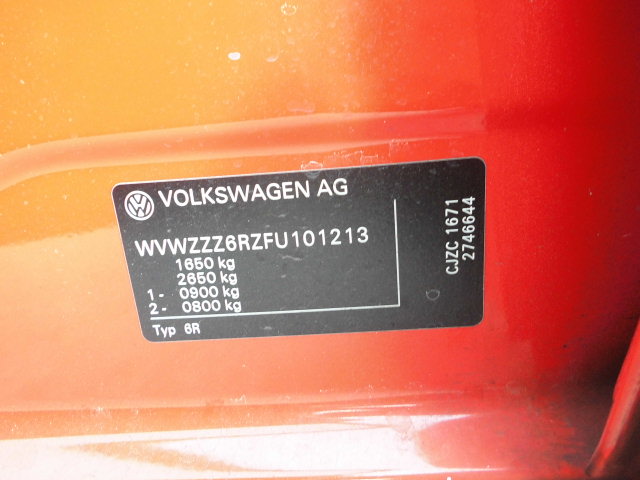 VOLKSWAGEN AG
WVWZZZ6RZFU101213
1650 kg
2650 kg
1 - 0900 kg
2 - 0800 kg
Typ 6R
CJZC 1671
2746644